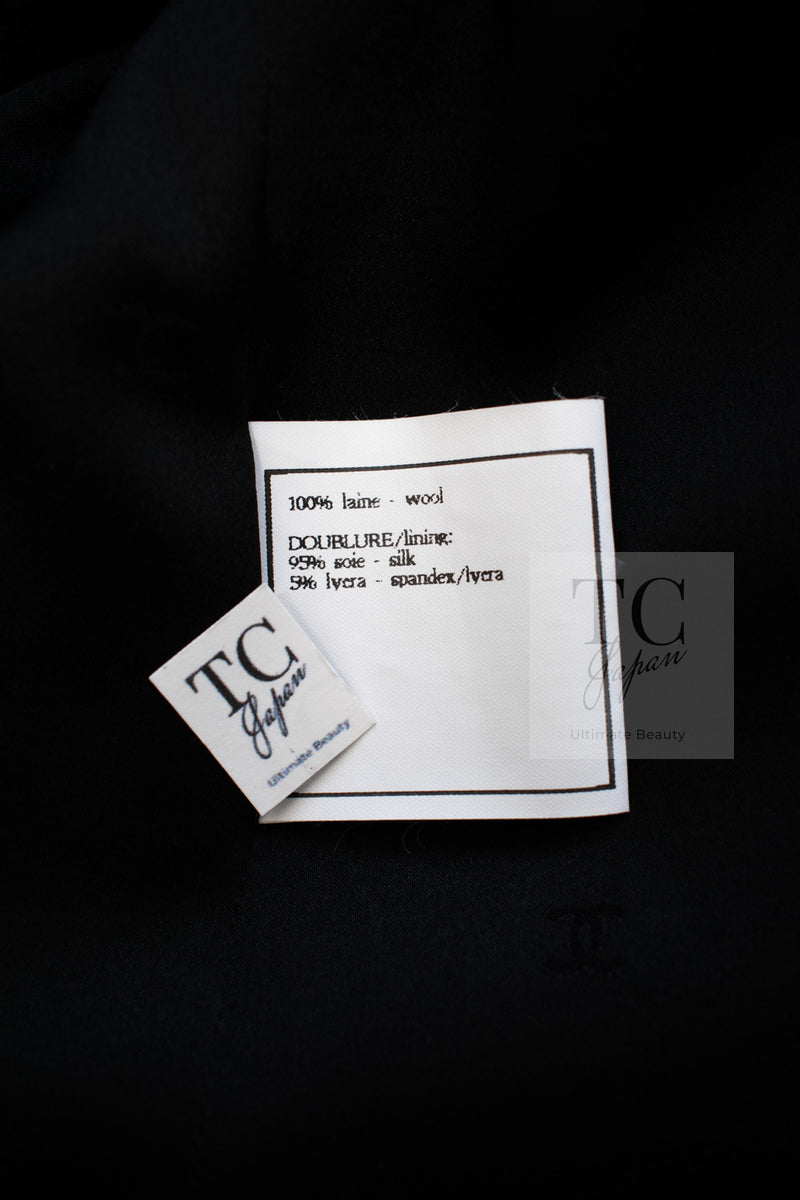 100% laine - wool
DOUBLURE/lining:
95% soie - silk
5% lycra - spandex/lycra
TC
Japan
Ultimate Beauty
TC
Japan
Ultimate Beauty